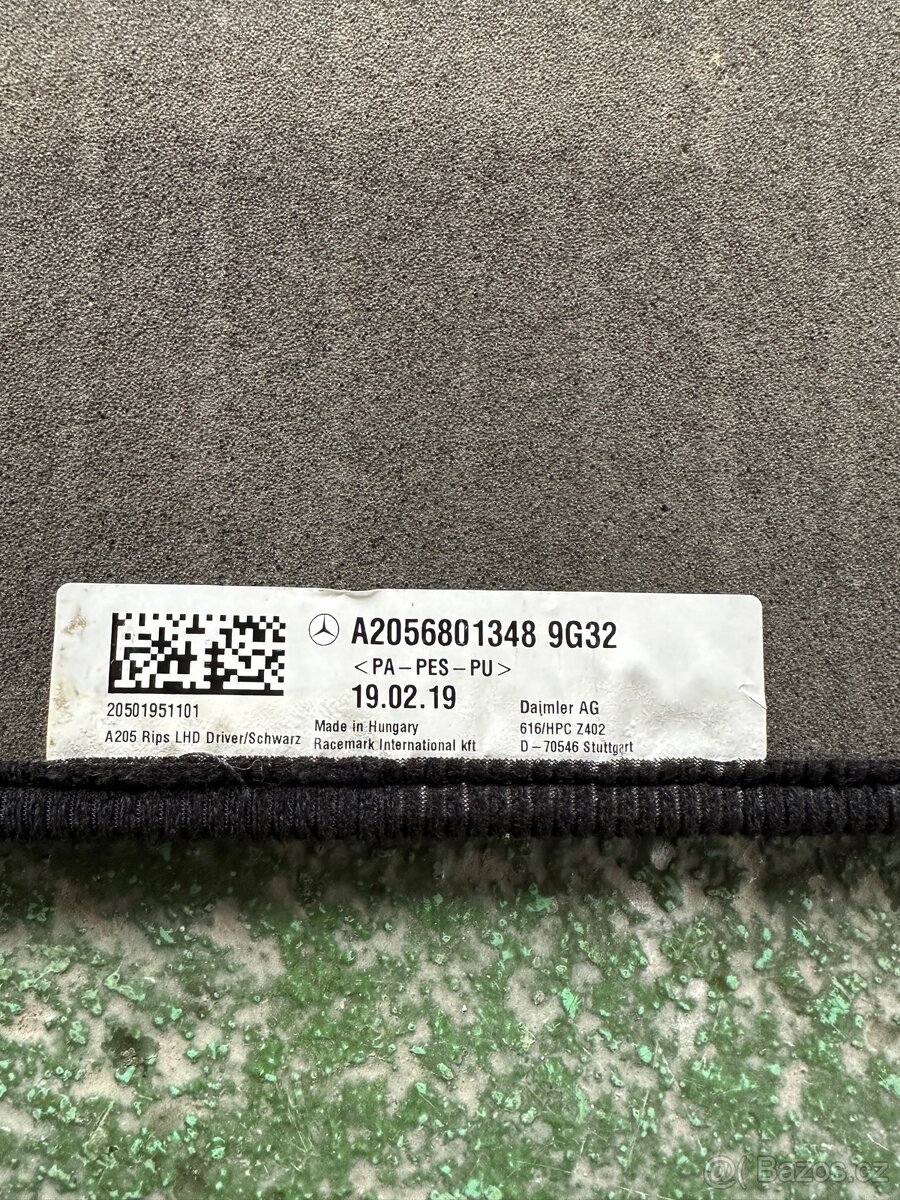 A2056801348 9G32
<PA-PES-PU>
19.02.19
20501951101
A205 Rips LHD Driver/Schwarz
Made in Hungary
Racemark International kft
Daimler AG
616/HPC Z402
D-70546 Stuttgart
@(Bazos.cz